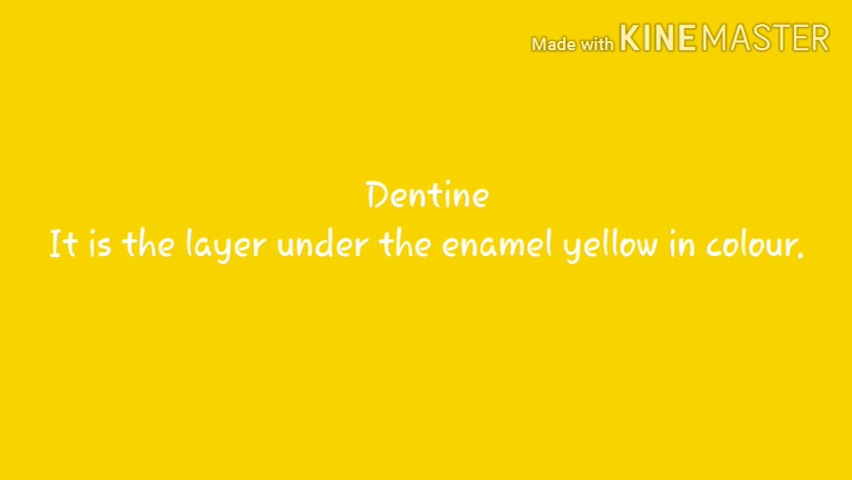 Made with KINEMASTER
Dentine
It is the layer under the enamel yellow in colour.